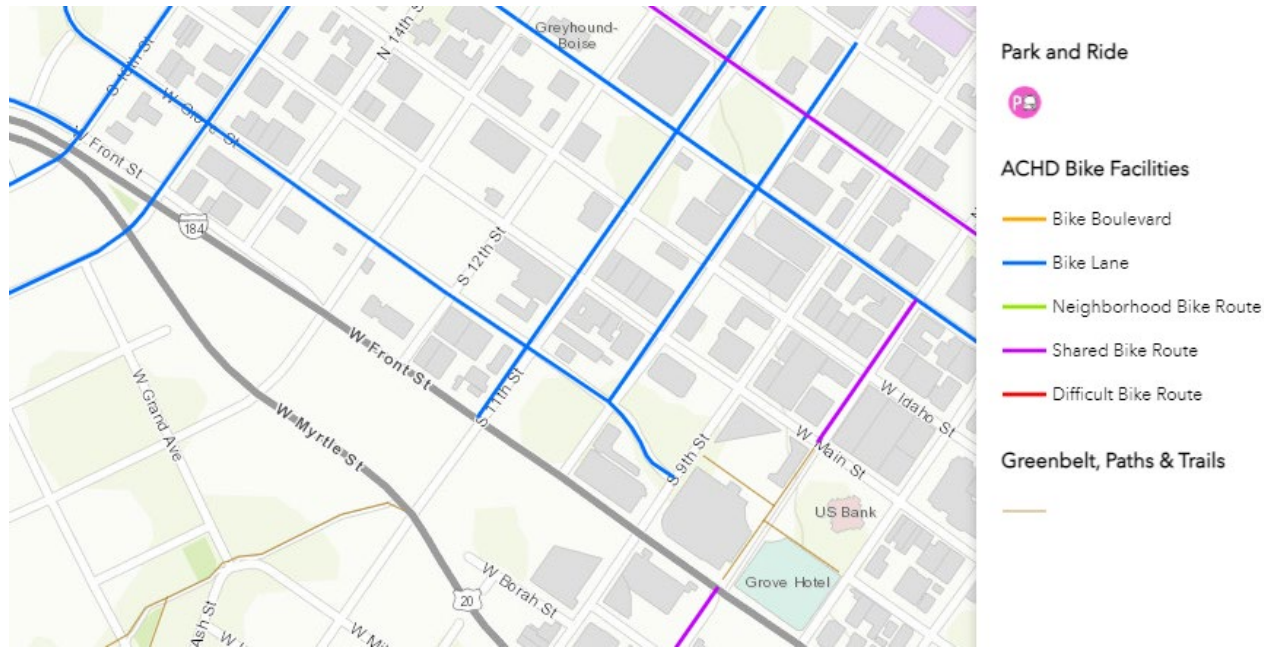 Greyhound-
Boise
N 14th St
S 16th St
W Grove St
W Front St
184
S 12th St
W Front St
S 11th St
W Myrtle St
W Grand Ave
S 9th St
W Main St
W Idaho St
US Bank
Grove Hotel
W Borah St
20
Ash St
Park and Ride
P
ACHD Bike Facilities
Bike Boulevard
Bike Lane
Neighborhood Bike Route
Shared Bike Route
Difficult Bike Route
Greenbelt, Paths & Trails